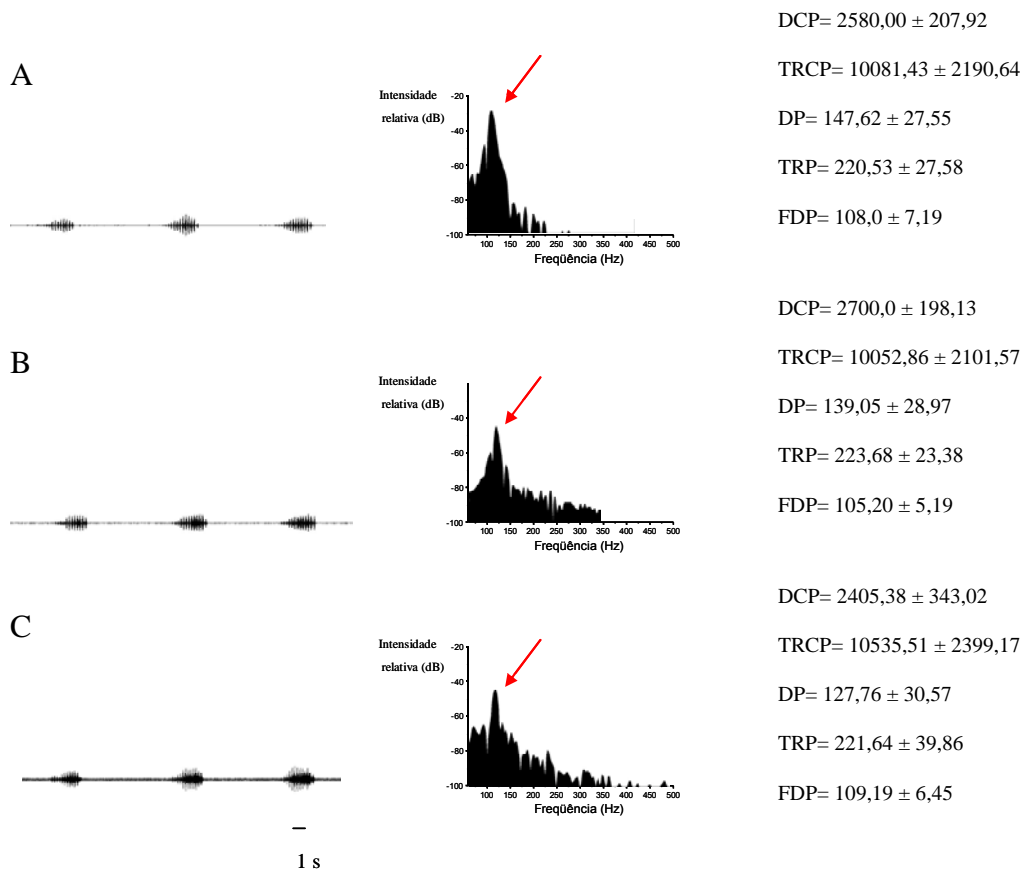 A
Intensidade
relativa (dB)
-20
-40
-60
-80
-100
100 150 200 250 300 350 400 450 500
Freqüência (Hz)
DCP= 2580,00 ± 207,92
TRCP= 10081,43 ± 2190,64
DP= 147,62 ± 27,55
TRP= 220,53 ± 27,58
FDP= 108,0 ± 7,19
B
Intensidade
relativa (dB)
-40
-60
-80
-100
100 150 200 250 300 350 400 450 500
Freqüência (Hz)
DCP= 2700,0 ± 198,13
TRCP= 10052,86 ± 2101,57
DP= 139,05 ± 28,97
TRP= 223,68 ± 23,38
FDP= 105,20 ± 5,19
C
Intensidade
relativa (dB)
-20
-40
-60
-80
-100
100 150 200 250 300 350 400 450 500
Freqüência (Hz)
DCP= 2405,38 ± 343,02
TRCP= 10535,51 ± 2399,17
DP= 127,76 ± 30,57
TRP= 221,64 ± 39,86
FDP= 109,19 ± 6,45
1 s